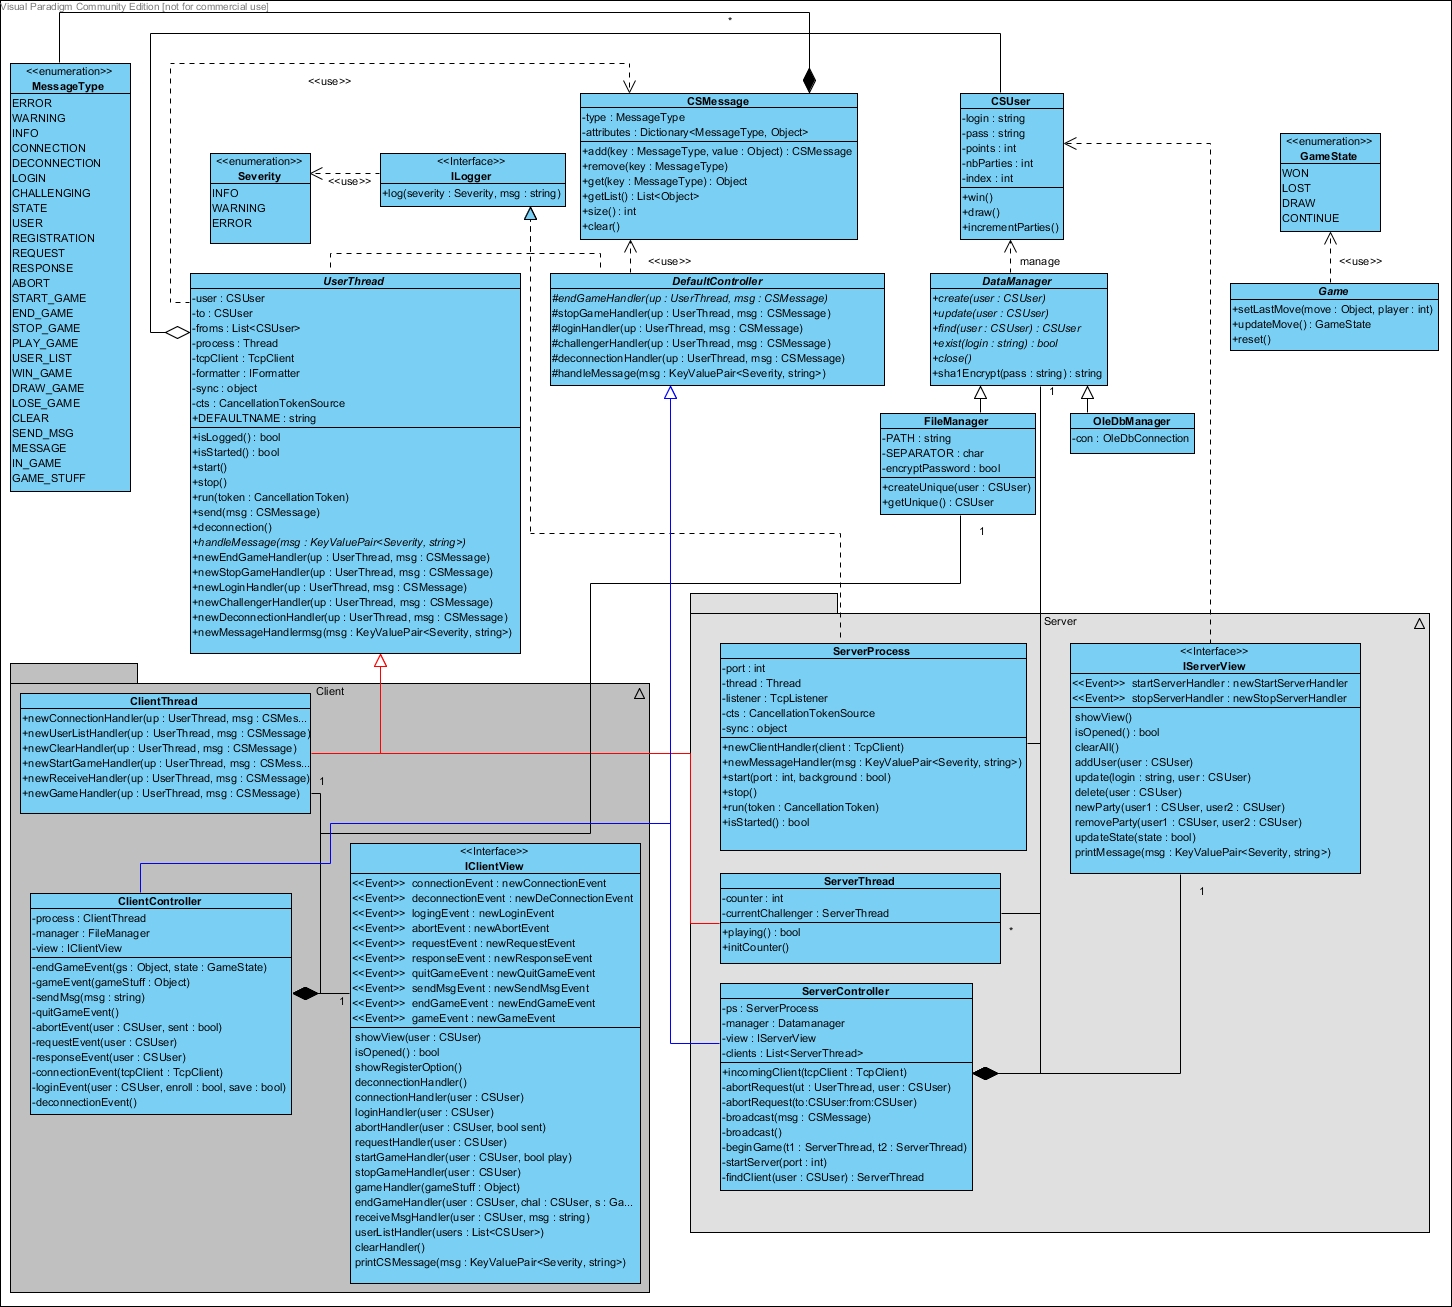 Visual Paradigm Community Edition [not for commercial use]
*
<<enumeration>>
MessageType
ERROR
WARNING
INFO
CONNECTION
DECONNECTION
LOGIN
CHALLENGING
STATE
USER
REGISTRATION
REQUEST
RESPONSE
ABORT
START_GAME
END_GAME
STOP_GAME
PLAY_GAME
USER_LIST
WIN_GAME
DRAW_GAME
LOSE_GAME
CLEAR
SEND_MSG
MESSAGE
IN_GAME
GAME_STUFF
<<use>>
<<enumeration>>
Severity
INFO
WARNING
ERROR
<<use>>
<<Interface>>
ILogger
+log(severity : Severity, msg : string)
CSMessage
-type : MessageType
-attributes : Dictionary<MessageType, Object>
+add(key : MessageType, value : Object) : CSMessage
+remove(key : MessageType)
+get(key : MessageType) : Object
+getList() : List<Object>
+size() : int
+clear()
<<use>>
CSUser
-login : string
-pass : string
-points : int
-nbParties : int
-index : int
+win()
+draw()
+incrementParties()
manage
<<enumeration>>
GameState
WON
LOST
DRAW
CONTINUE
<<use>>
Game
+setLastMove(move : Object, player : int)
+updateMove() : GameState
+reset()
UserThread
-user : CSUser
-to : CSUser
-froms : List<CSUser>
-process : Thread
-tcpClient : TcpClient
-formatter : IFormatter
-sync : object
-cts : CancellationTokenSource
+DEFAULTNAME : string
+isLogged() : bool
+isStarted() : bool
+start()
+stop()
+run(token : CancellationToken)
+send(msg : CSMessage)
+deconnection()
+handleMessage(msg : KeyValuePair<Severity, string>)
+newEndGameHandler(up : UserThread, msg : CSMessage)
+newStopGameHandler(up : UserThread, msg : CSMessage)
+newLoginHandler(up : UserThread, msg : CSMessage)
+newChallengerHandler(up : UserThread, msg : CSMessage)
+newDeconnectionHandler(up : UserThread, msg : CSMessage)
+newMessageHandlermsg(msg : KeyValuePair<Severity, string>)
DefaultController
#endGameHandler(up : UserThread, msg : CSMessage)
#stopGameHandler(up : UserThread, msg : CSMessage)
#loginHandler(up : UserThread, msg : CSMessage)
#challengerHandler(up : UserThread, msg : CSMessage)
#deconnectionHandler(up : UserThread, msg : CSMessage)
#handleMessage(msg : KeyValuePair<Severity, string>)
DataManager
+create(user : CSUser)
+update(user : CSUser)
+find(user : CSUser) : CSUser
+exist(login : string) : bool
+close()
+sha1Encrypt(pass : string) : string
1
FileManager
-PATH : string
-SEPARATOR : char
-encryptPassword : bool
+createUnique(user : CSUser)
+getUnique() : CSUser
1
OleDbManager
-con : OleDbConnection
Client
ClientThread
+newConnectionHandler(up : UserThread, msg : CSMes...
+newUserListHandler(up : UserThread, msg : CSMessage)
+newClearHandler(up : UserThread, msg : CSMessage)
+newStartGameHandler(up : UserThread, msg : CSMess...
+newReceiveHandler(up : UserThread, msg : CSMessage)
+newGameHandler(up : UserThread, msg : CSMessage)
1
ClientController
-process : ClientThread
-manager : FileManager
-view : IClientView
-endGameEvent(gs : Object, state : GameState)
-gameEvent(gameStuff : Object)
-sendMsg(msg : string)
-quitGameEvent()
-abortEvent(user : CSUser, sent : bool)
-requestEvent(user : CSUser)
-responseEvent(user : CSUser)
-connectionEvent(tcpClient : TcpClient)
-loginEvent(user : CSUser, enroll : bool, save : bool)
-deconnectionEvent()
1
<<Interface>>
IClientView
<<Event>> connectionEvent : newConnectionEvent
<<Event>> deconnectionEvent : newDeConnectionEvent
<<Event>> logingEvent : newLoginEvent
<<Event>> abortEvent : newAbortEvent
<<Event>> requestEvent : newRequestEvent
<<Event>> responseEvent : newResponseEvent
<<Event>> quitGameEvent : newQuitGameEvent
<<Event>> sendMsgEvent : newSendMsgEvent
<<Event>> endGameEvent : newEndGameEvent
<<Event>> gameEvent : newGameEvent
showView(user : CSUser)
isOpened() : bool
showRegisterOption()
deconnectionHandler()
connectionHandler(user : CSUser)
loginHandler(user : CSUser)
abortHandler(user : CSUser, bool sent)
requestHandler(user : CSUser)
startGameHandler(user : CSUser, bool play)
stopGameHandler(user : CSUser)
gameHandler(gameStuff : Object)
endGameHandler(user : CSUser, chal : CSUser, s : Ga...
receiveMsgHandler(user : CSUser, msg : string)
userListHandler(users : List<CSUser>)
clearHandler()
printCSMessage(msg : KeyValuePair<Severity, string>)
Server
ServerProcess
-port : int
-thread : Thread
-listener : TcpListener
-cts : CancellationTokenSource
-sync : object
+newClientHandler(client : TcpClient)
+newMessageHandler(msg : KeyValuePair<Severity, string>)
+start(port : int, background : bool)
+stop()
+run(token : CancellationToken)
+isStarted() : bool
<<Interface>>
IServerView
<<Event>> startServerHandler : newStartServerHandler
<<Event>> stopServerHandler : newStopServerHandler
showView()
isOpened() : bool
clearAll()
addUser(user : CSUser)
update(login : string, user : CSUser)
delete(user : CSUser)
newParty(user1 : CSUser, user2 : CSUser)
removeParty(user1 : CSUser, user2 : CSUser)
updateState(state : bool)
printMessage(msg : KeyValuePair<Severity, string>)
1
ServerThread
-counter : int
-currentChallenger : ServerThread
+playing() : bool
+initCounter()
*
ServerController
-ps : ServerProcess
-manager : Datamanager
-view : IServerView
-clients : List<ServerThread>
+incomingClient(tcpClient : TcpClient)
-abortRequest(ut : UserThread, user : CSUser)
-abortRequest(to:CSUser:from:CSUser)
-broadcast(msg : CSMessage)
-broadcast()
-beginGame(t1 : ServerThread, t2 : ServerThread)
-startServer(port : int)
-findClient(user : CSUser) : ServerThread